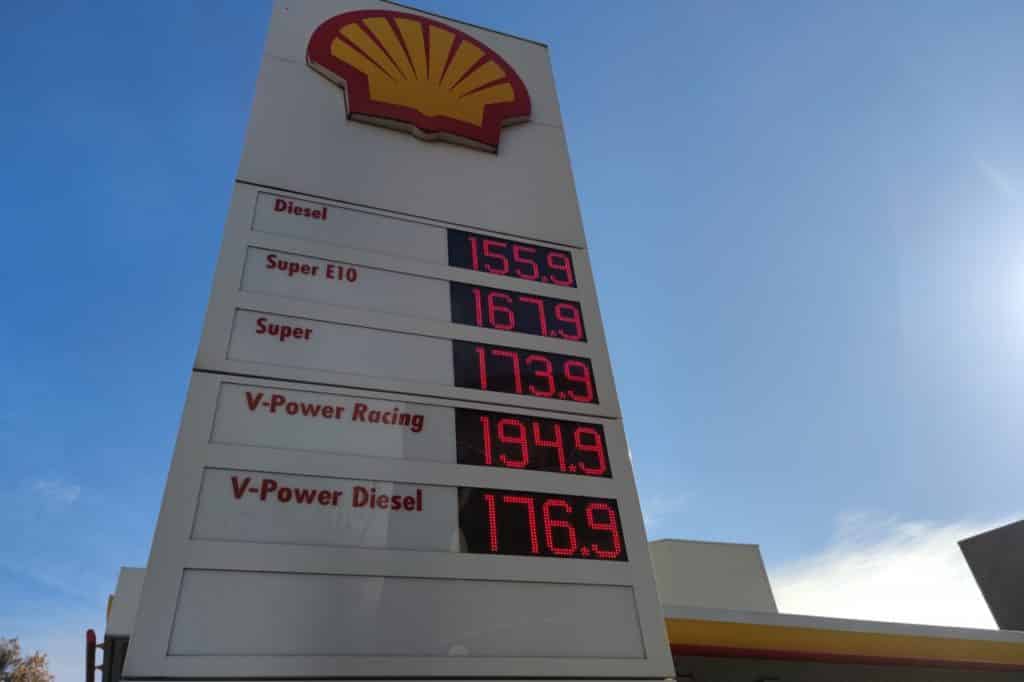 Diesel 155.9
Super E10 167.9
Super 173.9
V-Power Racing 194.9
V-Power Diesel 176.9